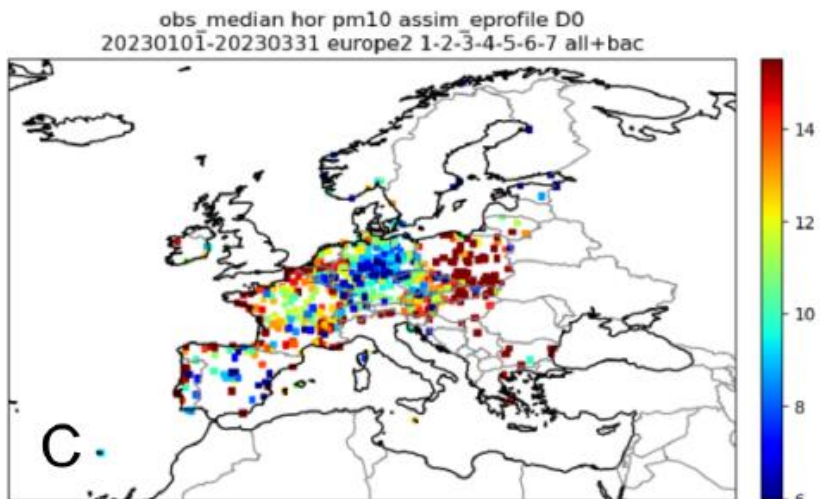 obs_median hor pm10 assim_eprofile D0
20230101-20230331 europe2 1-2-3-4-5-6-7 all+bac
14
12
10
8
6
C